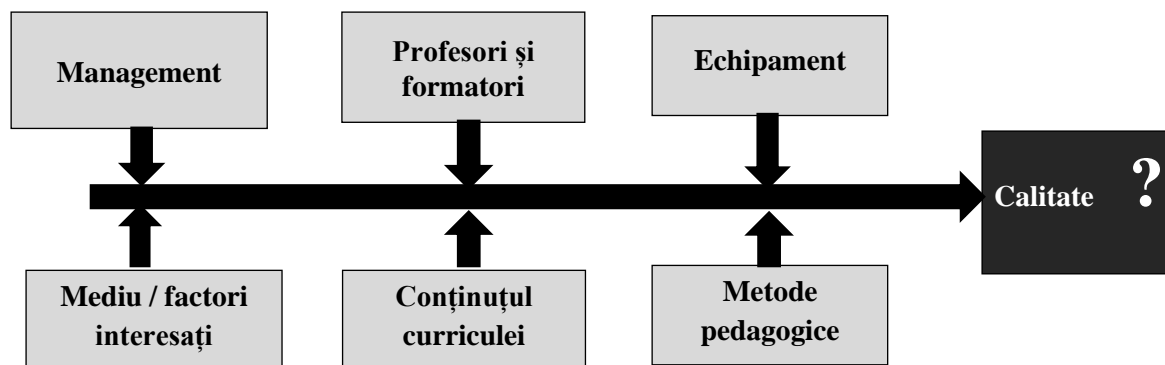 Management
Profesori și
formatori
Echipament
Calitate ?
Mediu / factori
interesați
Conținutul
curriculei
Metode
pedagogice